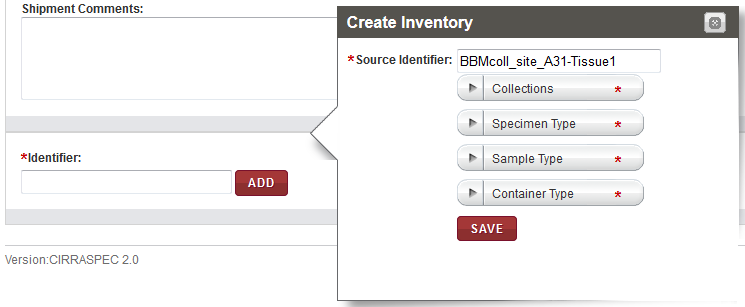 Shipment Comments:
*Identifier:
ADD
Version:CIRRASPEC 2.0
Create Inventory
*Source Identifier: BBMcoll_site_A31-Tissue1
Collections *
Specimen Type *
Sample Type *
Container Type *
SAVE